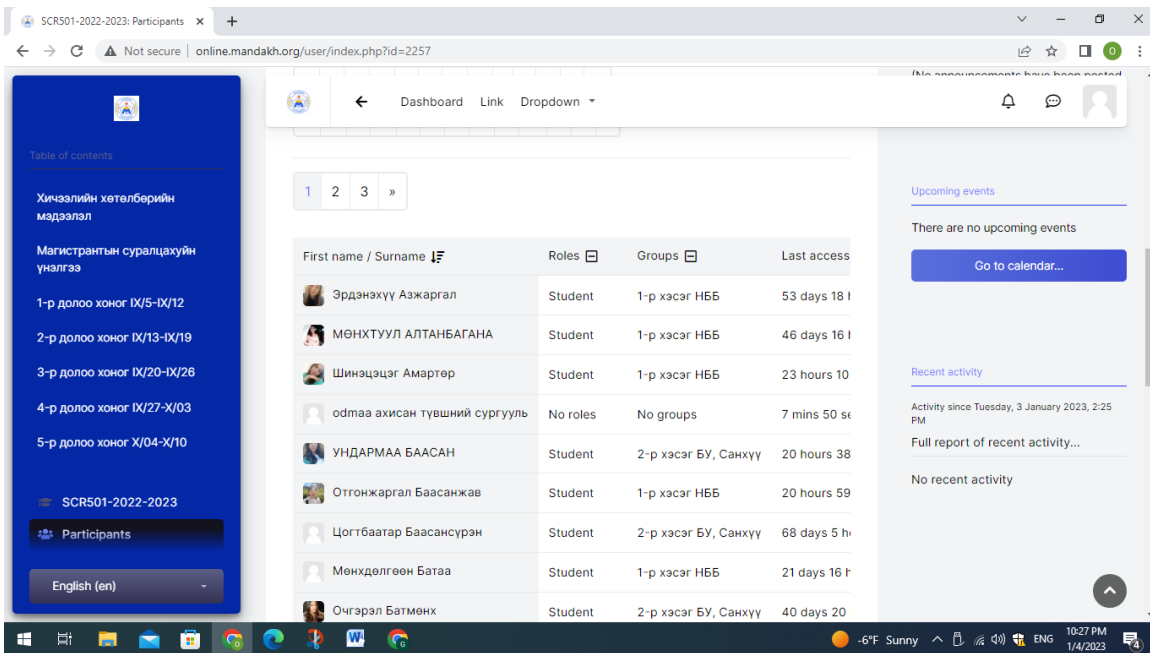 SCR501-2022-2023: Participants
Not secure online.mandakh.org/user/index.php?id=2257
O
(No announcements have been posted
Dashboard Link Dropdown
Table of contents
Хичээлийн хөтөлбөрийн
мэдээлэл
Магистрантын суралцахуйн
үнэлгээ
1-р долоо хоног IX/5-IX/12
2-р долоо хоног IX/13-IX/19
3-р долоо хоног IX/20-IX/26
4-р долоо хоног IX/27-X/03
5-р долоо хоног X/04-X/10
SCR501-2022-2023
Participants
English (en)
1 2 3 »
First name / Surname Roles Groups Last access
Эрдэнэхүү Азжаргал Student 1-р хэсэг НББ 53 days 18 h
МӨНХТУУЛ АЛТАНБАГАНА Student 1-р хэсэг НББ 46 days 16 h
Шинэцэцэг Амартөр Student 1-р хэсэг НББ 23 hours 10
odmaa ахисан түвшний сургууль No roles No groups 7 mins 50 se
УНДАРМАА БААСАН Student 2-р хэсэг БУ, Санхүү 20 hours 38
Отгонжаргал Баасанжав Student 1-р хэсэг НББ 20 hours 59
Цогтбаатар Баасансүрэн Student 2-р хэсэг БУ, Санхүү 68 days 5 h
Мөнхдөлгөөн Батаа Student 1-р хэсэг НББ 21 days 16 h
Очгэрэл Батмөнх Student 2-р хэсэг БУ, Санхүү 40 days 20
Upcoming events
There are no upcoming events
Go to calendar...
Recent activity
Activity since Tuesday, 3 January 2023, 2:25
PM
Full report of recent activity...
No recent activity
-6°F Sunny ENG 10:27 PM
1/4/2023
4